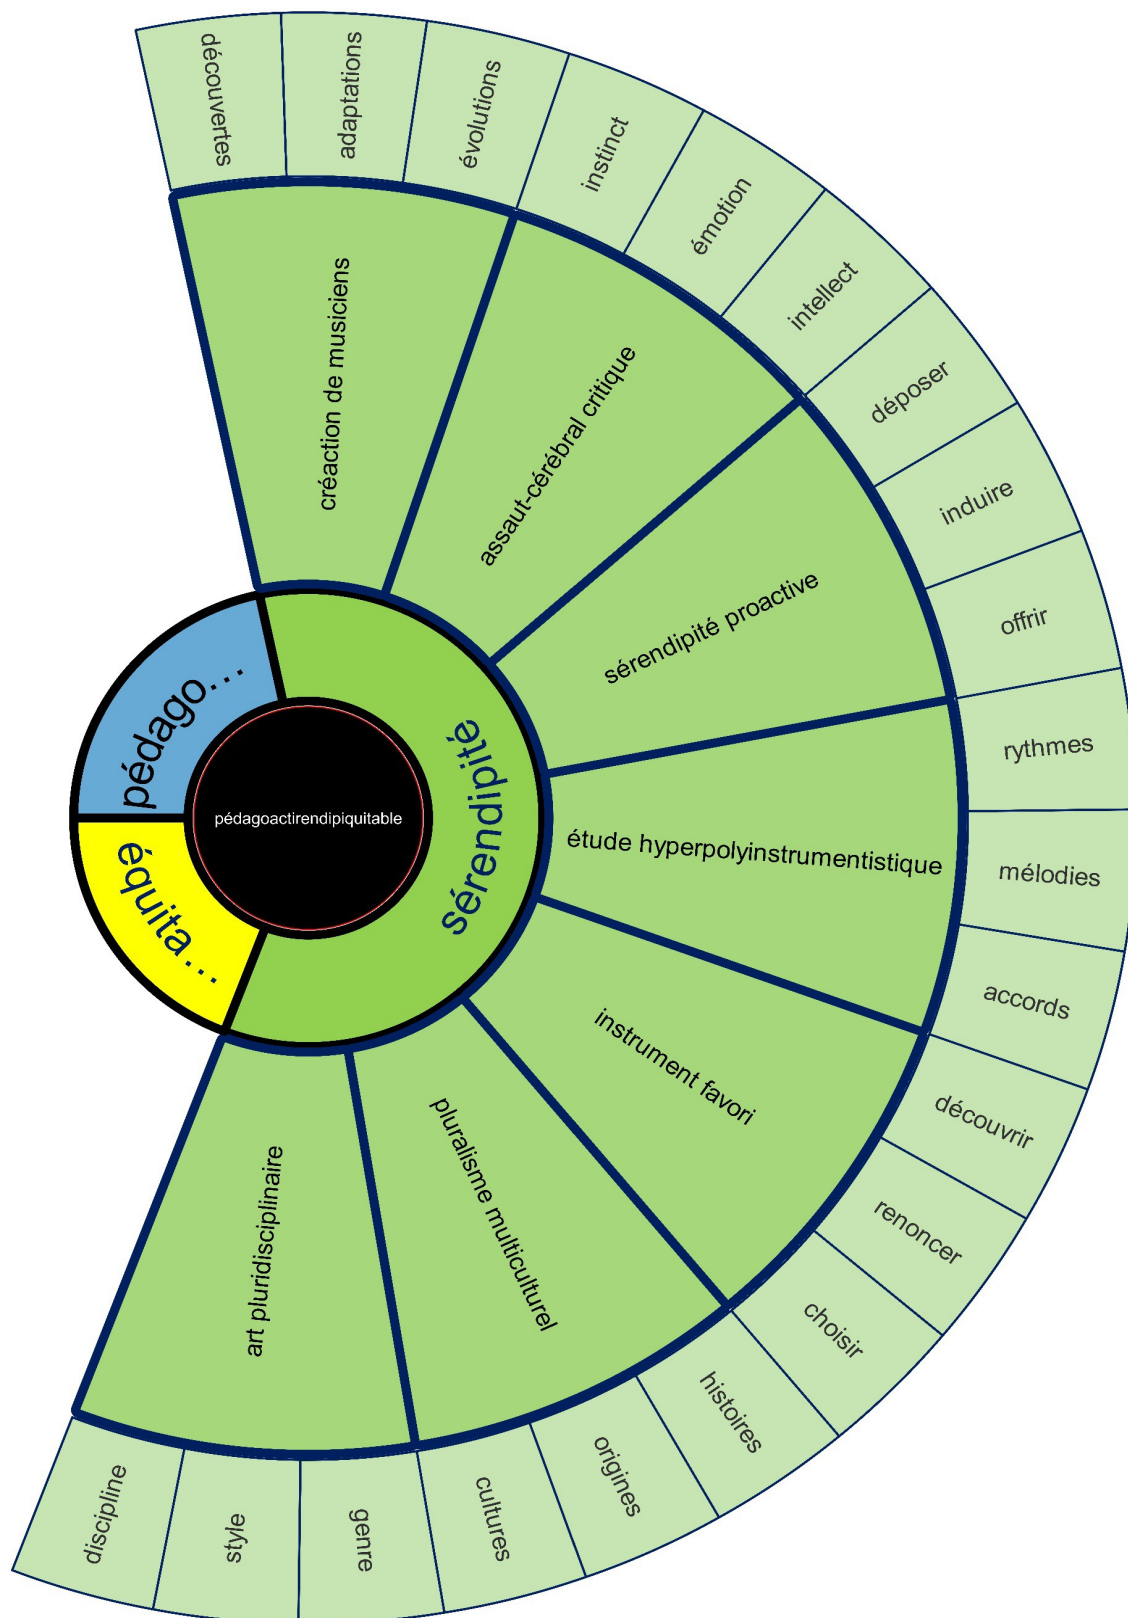 découvertes
adaptations
évolutions
instinct
émotion
intellect
déposer
induire
offrir
rythmes
mélodies
accords
découvrir
renoncer
choisir
histoires
origines
cultures
genre
style
discipline
créaction de musiciens
assaut-cérébral critique
sérendipité proactive
étude hyperpolyinstrumentistique
instrument favori
pluralisme multiculturel
art pluridisciplinaire
sérendipité
pédago...
équita...
pédagoactirendipiquitable